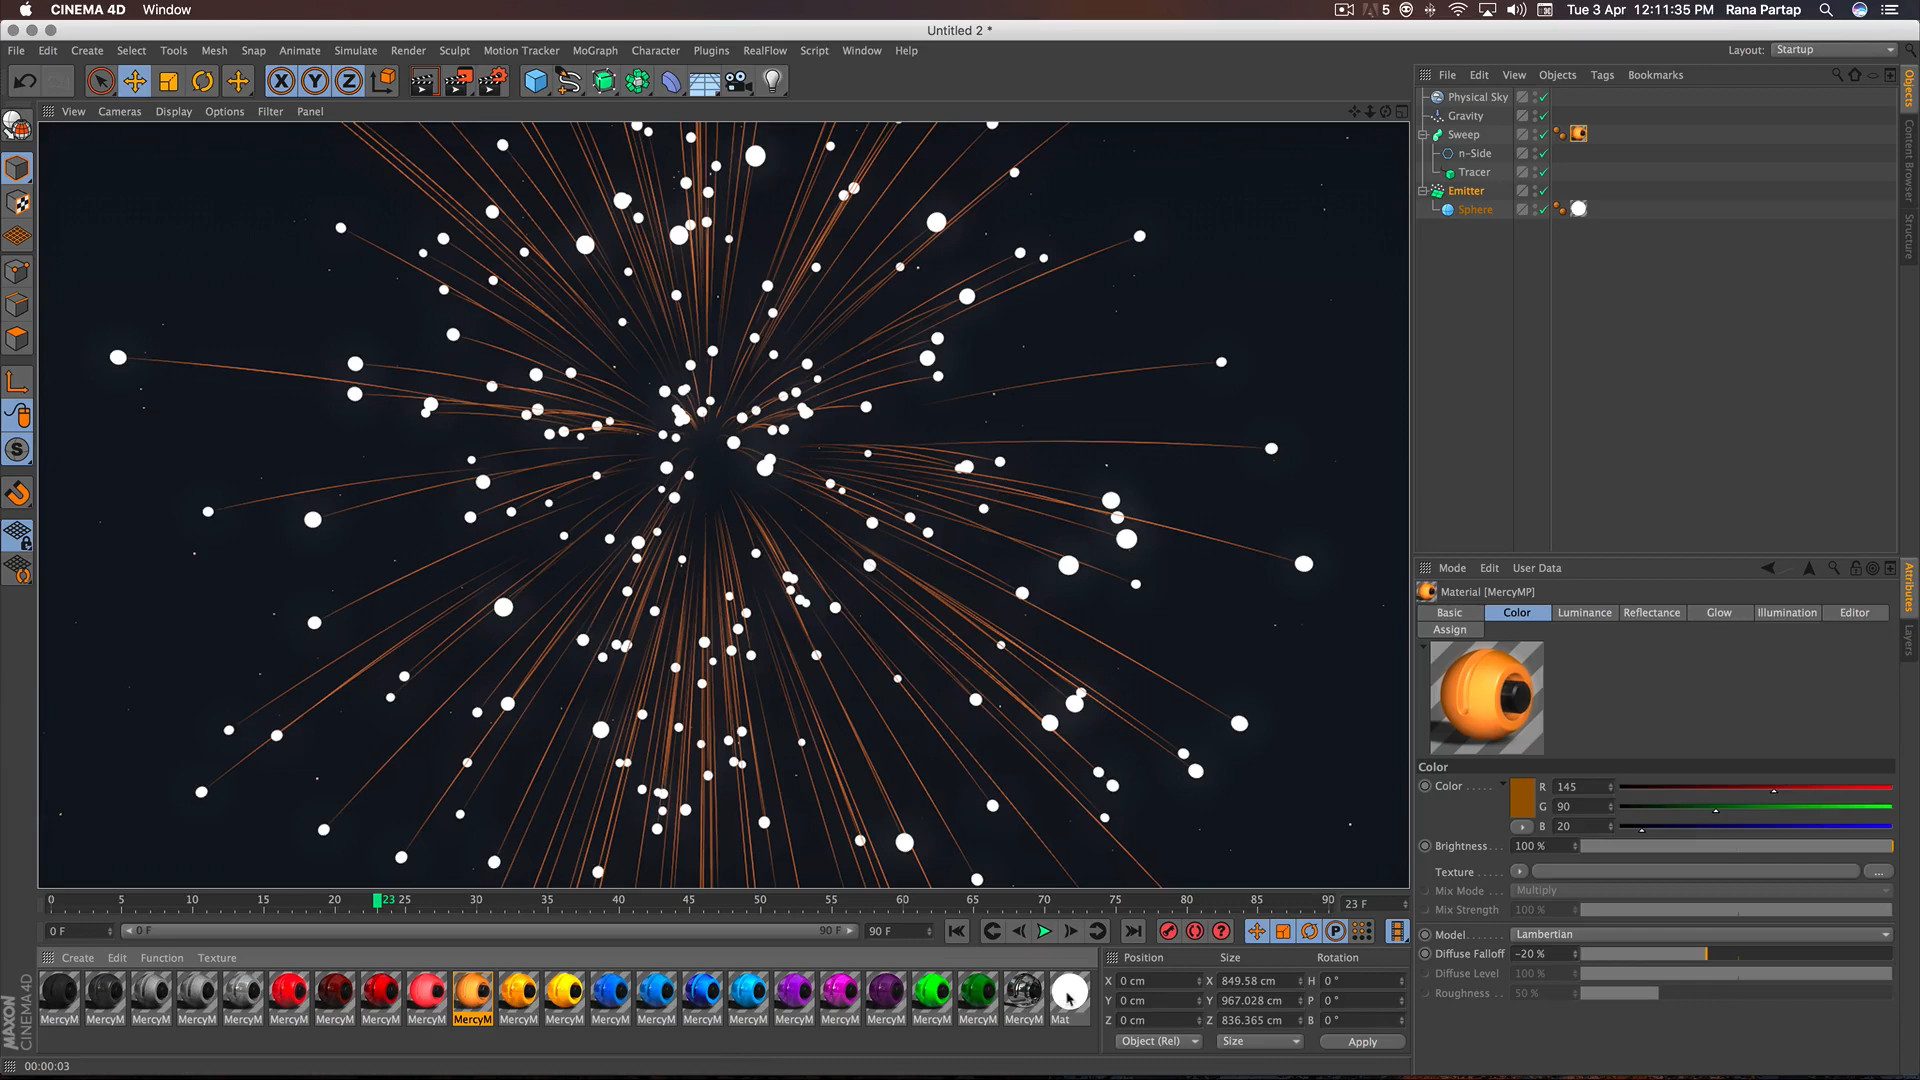 CINEMA 4D Window 5 Tue 3 Apr 12:11:35 PM Rana Partap
Untitled 2 *
File Edit Create Select Tools Mesh Snap Animate Simulate Render Sculpt Motion Tracker MoGraph Character Plugins RealFlow Script Window Help Layout: Startup
File Edit View Objects Tags Bookmarks
X Y Z
Physical Sky
View Cameras Display Options Filter Panel
Gravity
Sweep
n-Side
Tracer
Emitter
Sphere
Objects
Content Browser
Structure
Mode Edit User Data
Attributes
Layers
Material [MercyMP]
Basic Color Luminance Reflectance Glow Illumination Editor
Assign
Color
Color . . . . . R 145
G 90
B 20
Brightness . . . 100 %
Texture . . . . . ...
Mix Mode . . . Multiply
Mix Strength . . 100 %
Model . . . . . . Lambertian
Diffuse Falloff . -20 %
Diffuse Level . 100 %
Roughness . . . 50 %
0 5 10 15 20 23 25 30 35 40 45 50 55 60 65 70 75 80 85 90 23 F
0 F 0 F 90 F 90 F
Create Edit Function Texture
MercyM MercyM MercyM MercyM MercyM MercyM MercyM MercyM MercyM MercyM MercyM MercyM MercyM MercyM MercyM MercyM MercyM MercyM MercyM MercyM MercyM MercyM Mat
Position Size Rotation
X 0 cm X 849.58 cm H 0 °
Y 0 cm Y 967.028 cm P 0 °
Z 0 cm Z 836.365 cm B 0 °
Object (Rel) Size Apply
MAXON CINEMA 4D
00:00:03